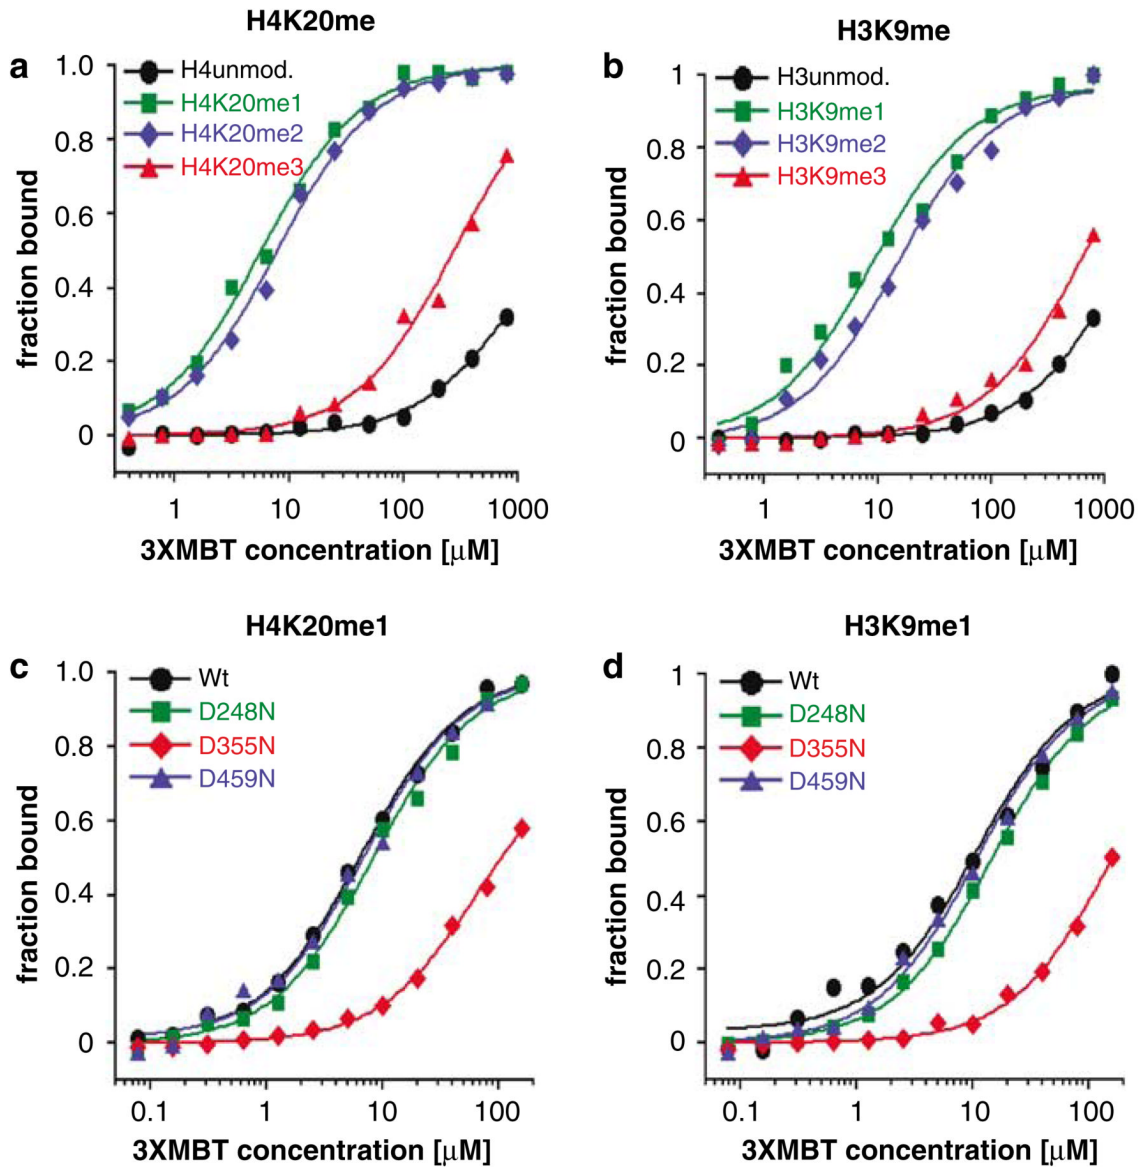 H4K20me
a
1.0
0.8
0.6
0.4
0.2
0
fraction bound
H4unmod.
H4K20me1
H4K20me2
H4K20me3
1 10 100 1000
3XMBT concentration [μM]
H3K9me
b
1
0.8
0.6
0.4
0.2
0
fraction bound
H3unmod.
H3K9me1
H3K9me2
H3K9me3
1 10 100 1000
3XMBT concentration [μM]
H4K20me1
c
1.0
0.8
0.6
0.4
0.2
0
fraction bound
Wt
D248N
D355N
D459N
0.1 1 10 100
3XMBT concentration [μM]
H3K9me1
d
1
0.8
0.6
0.4
0.2
0
fraction bound
Wt
D248N
D355N
D459N
0.1 1 10 100
3XMBT concentration [μM]